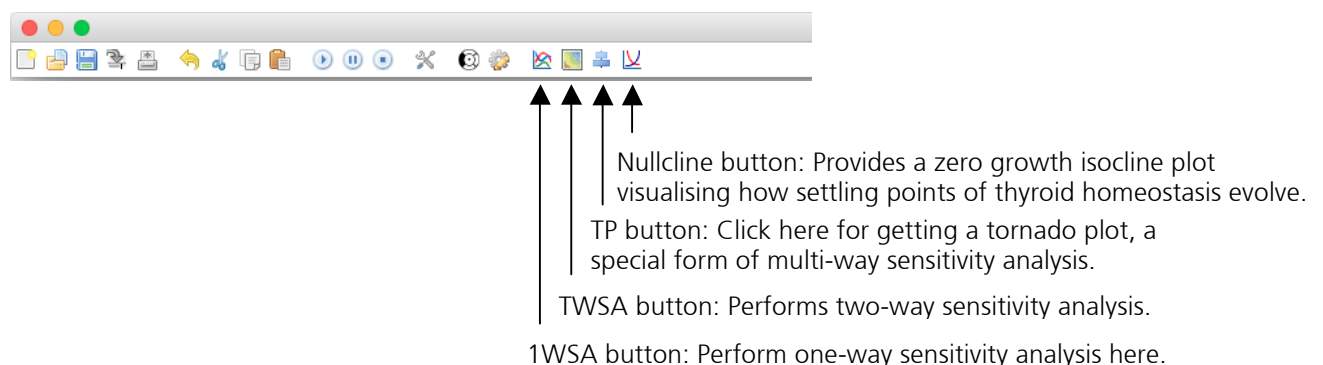 Nullcline button: Provides a zero growth isocline plot
visualising how settling points of thyroid homeostasis evolve.
TP button: Click here for getting a tornado plot, a
special form of multi-way sensitivity analysis.
TWSA button: Performs two-way sensitivity analysis.
1WSA button: Perform one-way sensitivity analysis here.